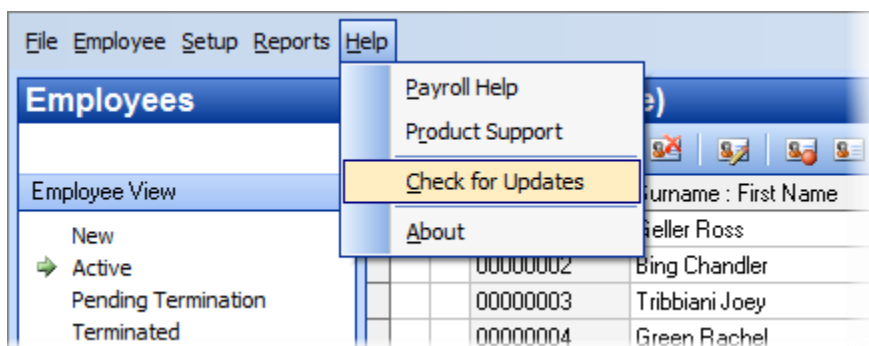 File Employee Setup Reports Help
Employees
e)
Payroll Help
Product Support
Check for Updates
About
Employee View
New
Active
Pending Termination
Terminated
Surname : First Name
Geller Ross
00000002 Bing Chandler
00000003 Tribbiani Joey
00000004 Green Rachel